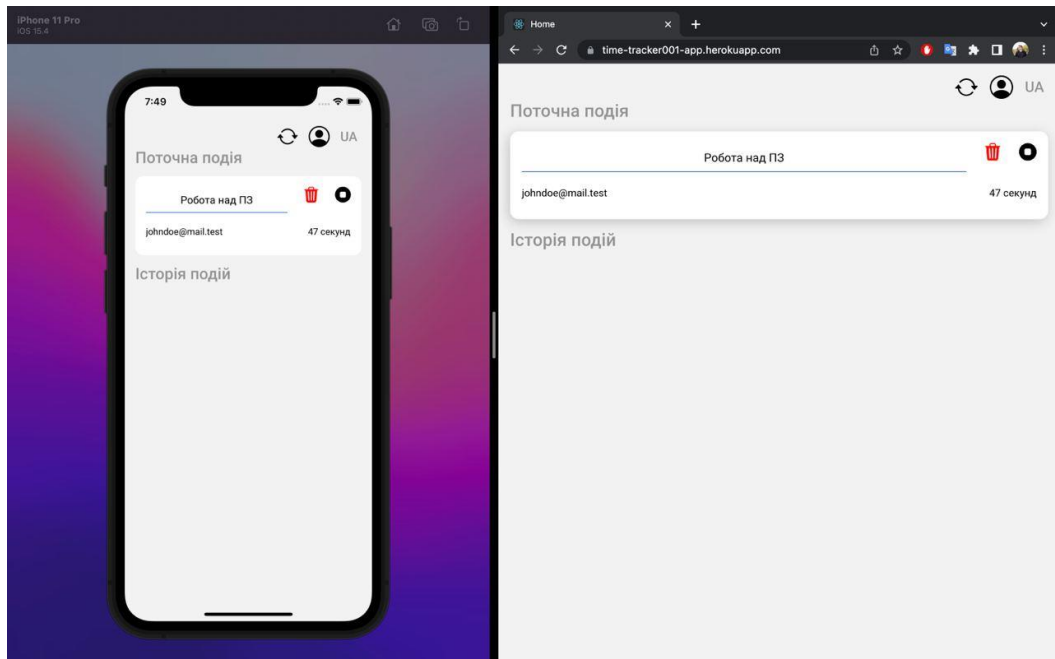 iPhone 11 Pro
iOS 15.4
7:49
UA
Поточна подія
Робота над ПЗ
johndoe@mail.test
47 секунд
Історія подій
Home
time-tracker001-app.herokuapp.com
UA
Поточна подія
Робота над ПЗ
johndoe@mail.test
47 секунд
Історія подій